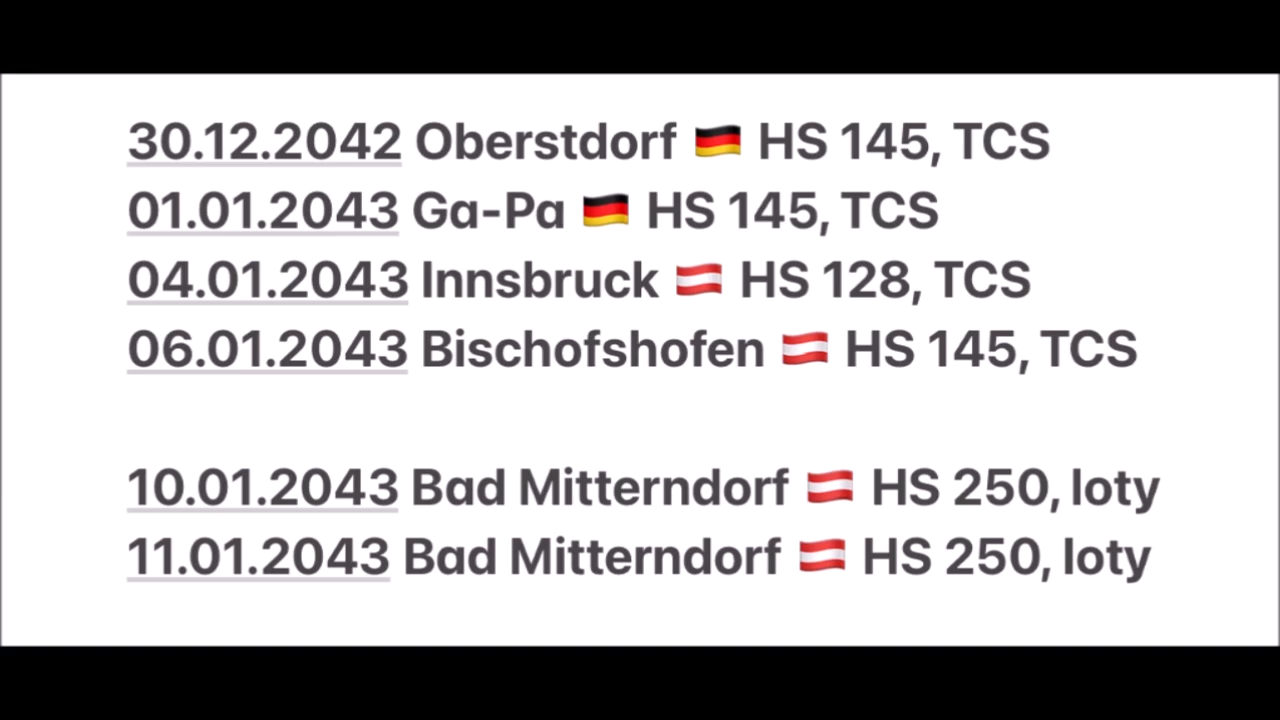 30.12.2042 Oberstdorf 🇩🇪 HS 145, TCS
01.01.2043 Ga-Pa 🇩🇪 HS 145, TCS
04.01.2043 Innsbruck 🇦🇹 HS 128, TCS
06.01.2043 Bischofshofen 🇦🇹 HS 145, TCS
10.01.2043 Bad Mitterndorf 🇦🇹 HS 250, loty
11.01.2043 Bad Mitterndorf 🇦🇹 HS 250, loty